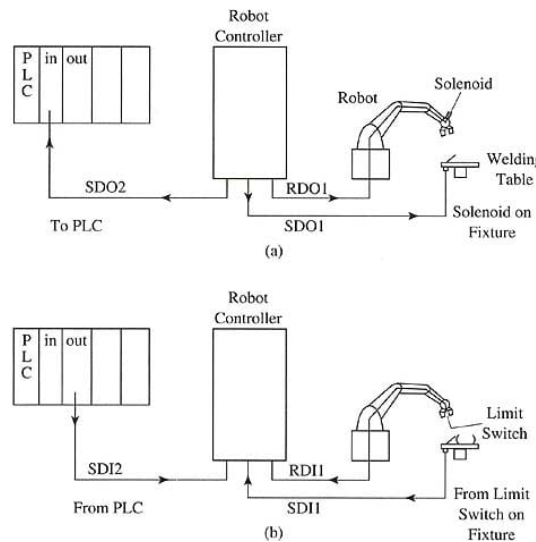 Robot
Controller
P
L
C
in out
Robot
Solenoid
Welding
Table
SDO2
RDO1
To PLC
SDO1
Solenoid on
Fixture
(a)
Robot
Controller
P
L
C
in out
Limit
Switch
SDI2
RDI1
From PLC
SDI1
From Limit
Switch on
Fixture
(b)